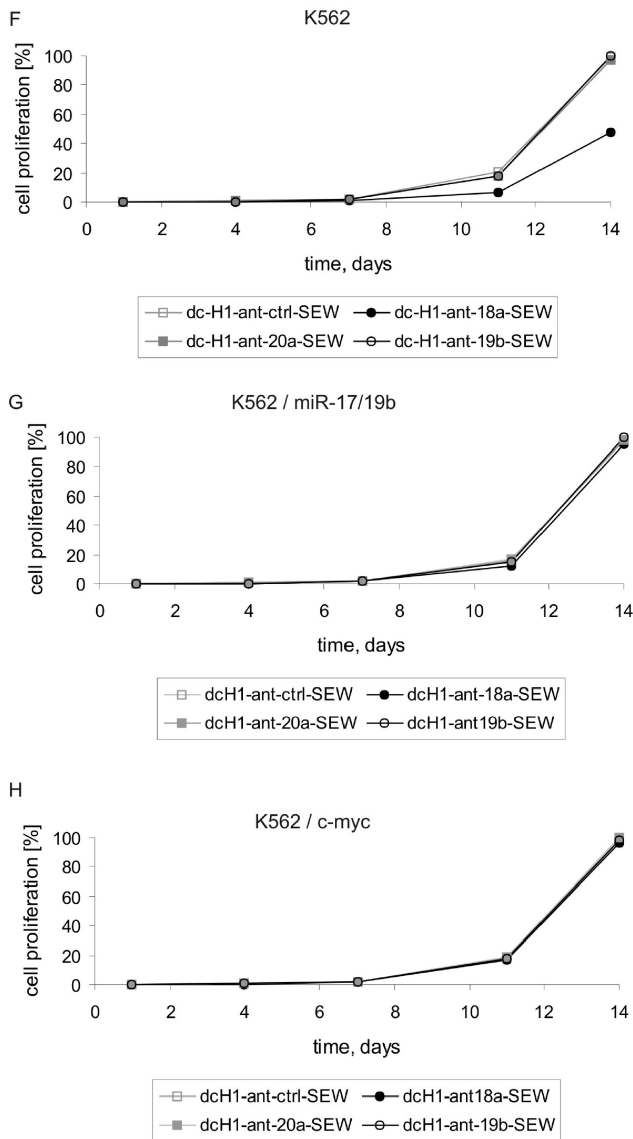 F
K562
cell proliferation [%]
100
80
60
40
20
0
0 2 4 6 8 10 12 14
time, days
dc-H1-ant-ctrl-SEW dc-H1-ant-18a-SEW
dc-H1-ant-20a-SEW dc-H1-ant-19b-SEW
G
K562 / miR-17/19b
cell proliferation [%]
100
80
60
40
20
0
0 2 4 6 8 10 12 14
time, days
dcH1-ant-ctrl-SEW dcH1-ant-18a-SEW
dcH1-ant-20a-SEW dcH1-ant19b-SEW
H
K562 / c-myc
cell proliferation [%]
100
80
60
40
20
0
0 2 4 6 8 10 12 14
time, days
dcH1-ant-ctrl-SEW dcH1-ant18a-SEW
dcH1-ant-20a-SEW dcH1-ant-19b-SEW